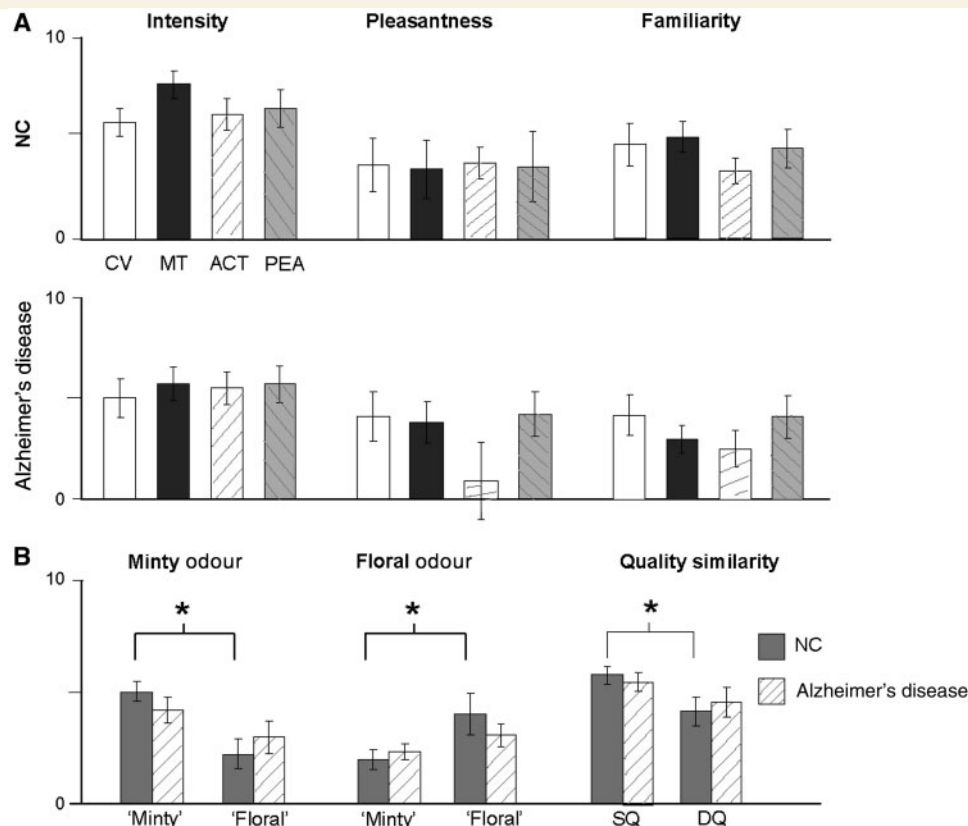 A
Intensity Pleasantness Familiarity
10
NC
0
CV MT ACT PEA
10
Alzheimer's disease
0
B
Minty odour Floral odour Quality similarity
10
* * *
NC
Alzheimer's disease
0
'Minty' 'Floral' 'Minty' 'Floral' SQ DQ